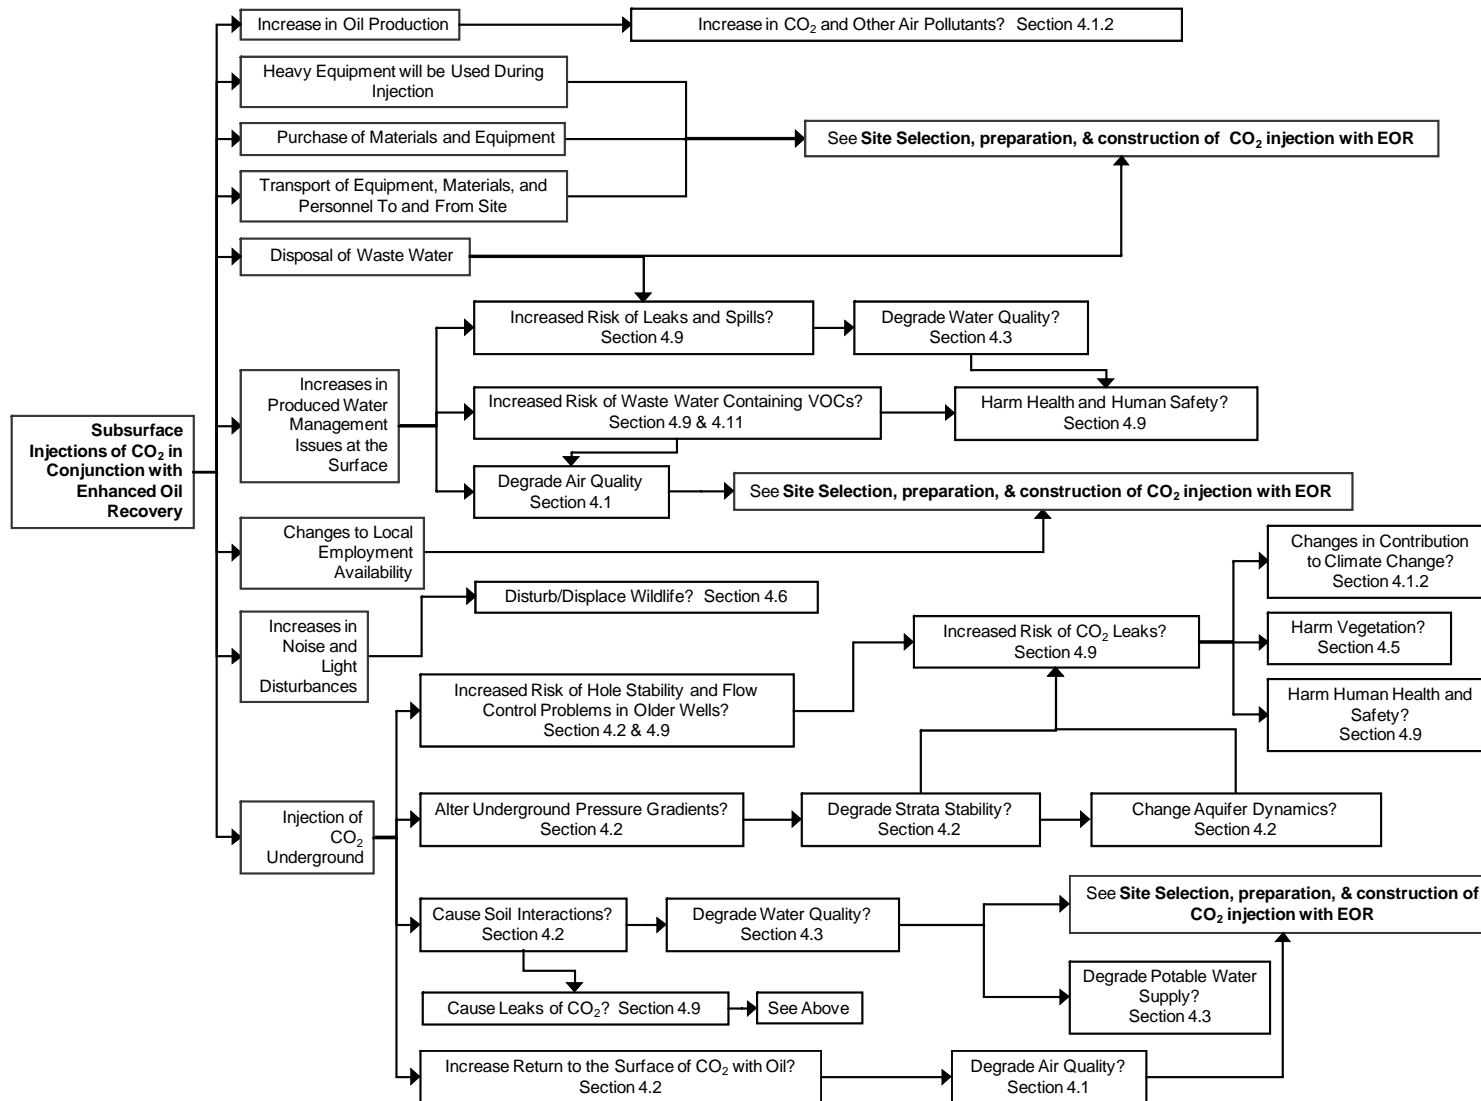 Increase in Oil Production
Increase in CO₂ and Other Air Pollutants? Section 4.1.2
Heavy Equipment will be Used During
Injection
Purchase of Materials and Equipment
See Site Selection, preparation, & construction of CO₂ injection with EOR
Transport of Equipment, Materials, and
Personnel To and From Site
Disposal of Waste Water
Increased Risk of Leaks and Spills?
Section 4.9
Degrade Water Quality?
Section 4.3
Increases in
Produced Water
Management
Issues at the
Surface
Increased Risk of Waste Water Containing VOCs?
Section 4.9 & 4.11
Harm Health and Human Safety?
Section 4.9
Subsurface
Injections of CO₂ in
Conjunction with
Enhanced Oil
Recovery
Degrade Air Quality
Section 4.1
See Site Selection, preparation, & construction of CO₂ injection with EOR
Changes to Local
Employment
Availability
Changes in Contribution
to Climate Change?
Section 4.1.2
Disturb/Displace Wildlife? Section 4.6
Increases in
Noise and
Light
Disturbances
Increased Risk of CO₂ Leaks?
Section 4.9
Harm Vegetation?
Section 4.5
Increased Risk of Hole Stability and Flow
Control Problems in Older Wells?
Section 4.2 & 4.9
Harm Human Health and
Safety?
Section 4.9
Injection of
CO₂
Underground
Alter Underground Pressure Gradients?
Section 4.2
Degrade Strata Stability?
Section 4.2
Change Aquifer Dynamics?
Section 4.2
Cause Soil Interactions?
Section 4.2
Degrade Water Quality?
Section 4.3
See Site Selection, preparation, & construction of
CO₂ injection with EOR
Cause Leaks of CO₂? Section 4.9
See Above
Degrade Potable Water
Supply?
Section 4.3
Increase Return to the Surface of CO₂ with Oil?
Section 4.2
Degrade Air Quality?
Section 4.1